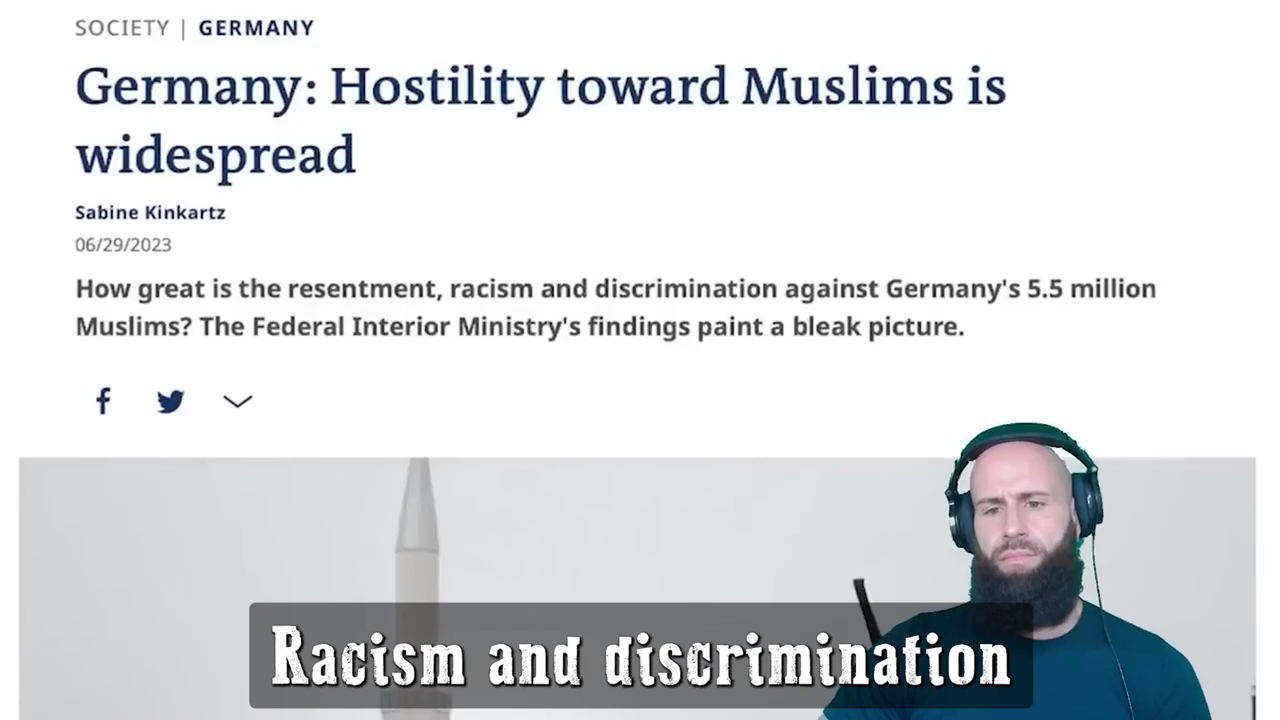 SOCIETY | GERMANY
Germany: Hostility toward Muslims is
widespread
Sabine Kinkartz
06/29/2023
How great is the resentment, racism and discrimination against Germany's 5.5 million
Muslims? The Federal Interior Ministry's findings paint a bleak picture.
Racism and discrimination